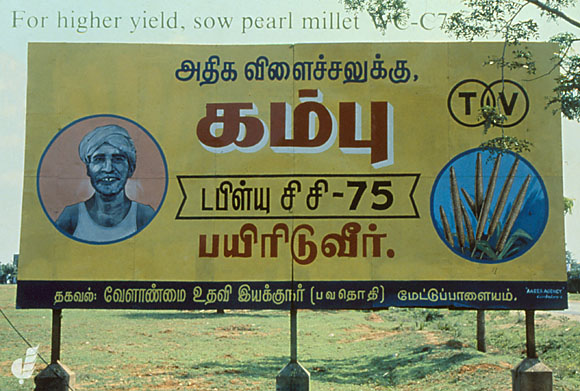 For higher yield, sow pearl millet WC-C75
அதிக விளைச்சலுக்கு,
கம்பு
T V
டபிள்யு சி சி-75
பயிரிடுவீர்.
தகவல்: வேளாண்மை உதவி இயக்குநர் (பவதொதி) மேட்டுப்பாளையம்.